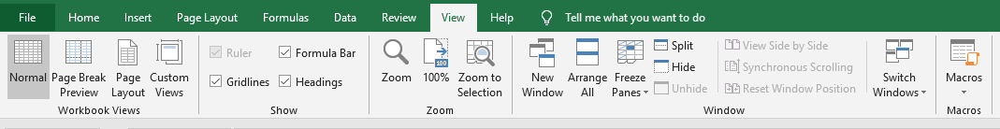 File Home Insert Page Layout Formulas Data Review View Help Tell me what you want to do
Normal
Page Break
Preview
Page
Layout
Custom
Views
Workbook Views
Ruler
Formula Bar
Gridlines
Headings
Show
Zoom
100
100%
Zoom to
Selection
Zoom
New
Window
Arrange
All
Freeze
Panes
Split
Hide
Unhide
View Side by Side
Synchronous Scrolling
Reset Window Position
Switch
Windows
Window
Macros
Macros